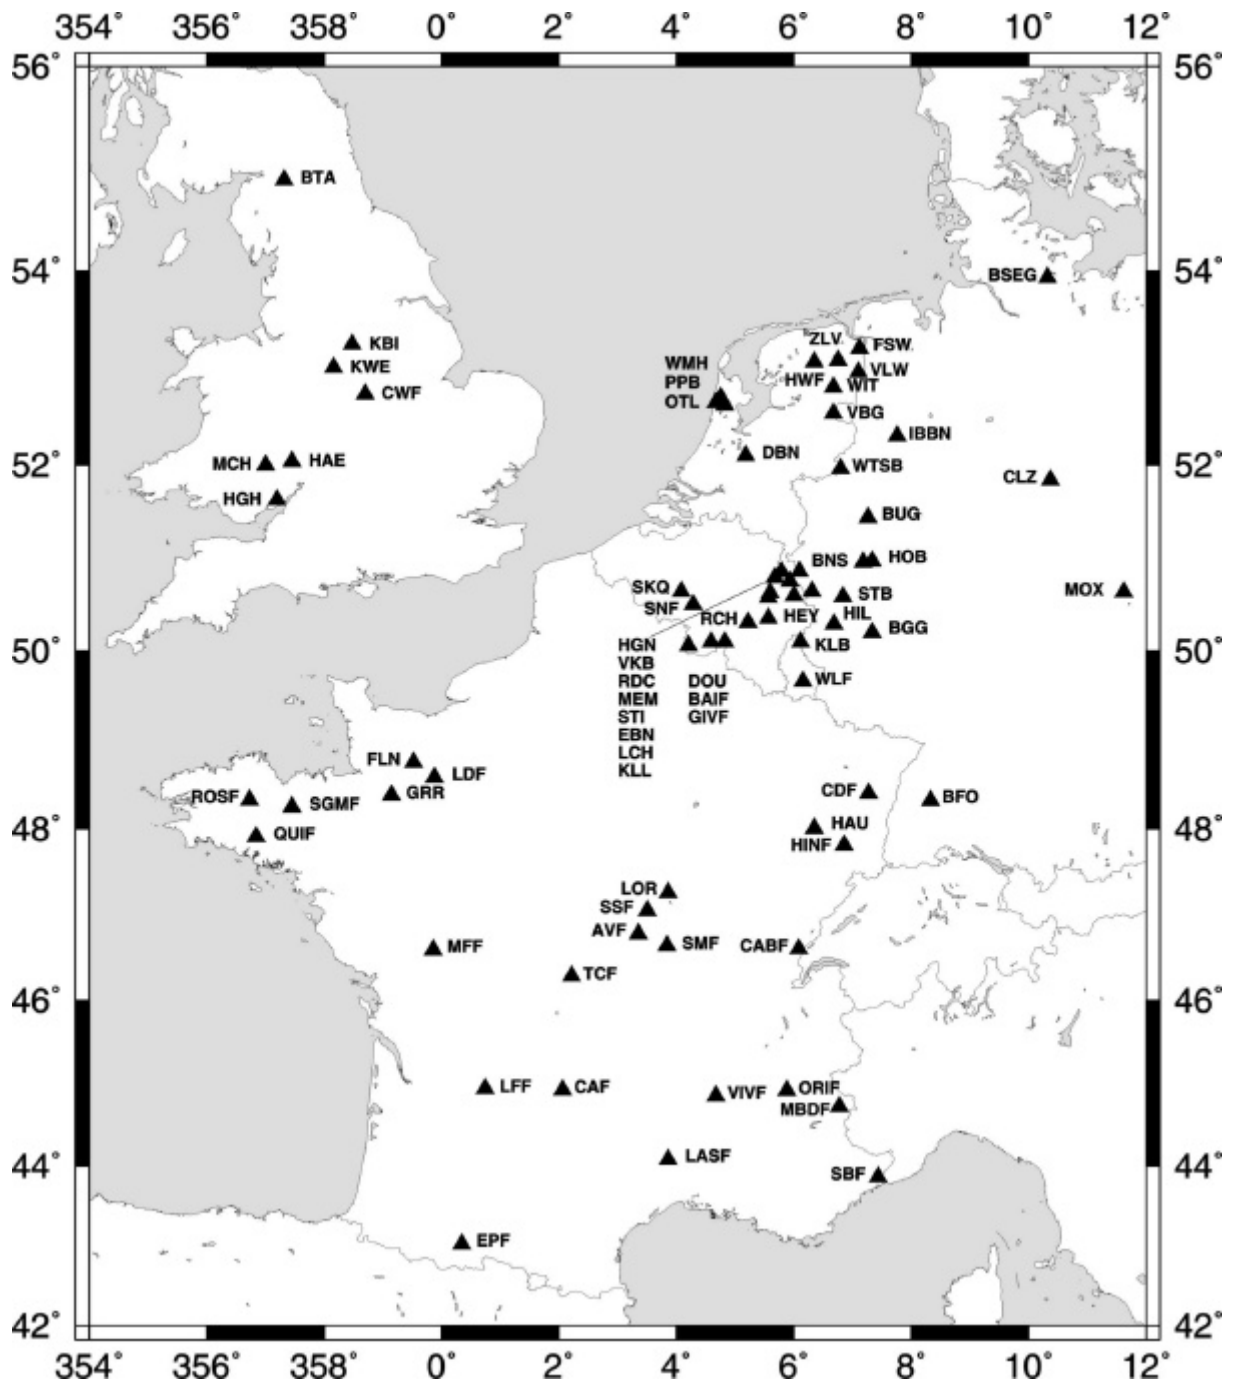 354° 356° 358° 0° 2° 4° 6° 8° 10° 12°
56° 56°
BTA
54° BSEG 54°
KBI ZLV FSW
KWE WMH VLW
PPB HWF WIT
CWF OTL VBG
IBBN
DBN
MCH HAE 52° WTSB 52°
CLZ
HGH
BUG
BNS HOB
SKQ STB MOX
SNF
RCH HEY HIL
BGG
50° HGN KLB 50°
VKB
RDC DOU WLF
MEM BAIF
STI GIVF
EBN
LCH
FLN KLL
LDF
ROSF SGMF GRR CDF BFO
48° QUIF HAU 48°
HINF
LOR
SSF
AVF
MFF SMF CABF
TCF
46° 46°
LFF CAF VIVF ORIF
MBDF
LASF
44° SBF 44°
EPF
42° 42°
354° 356° 358° 0° 2° 4° 6° 8° 10° 12°